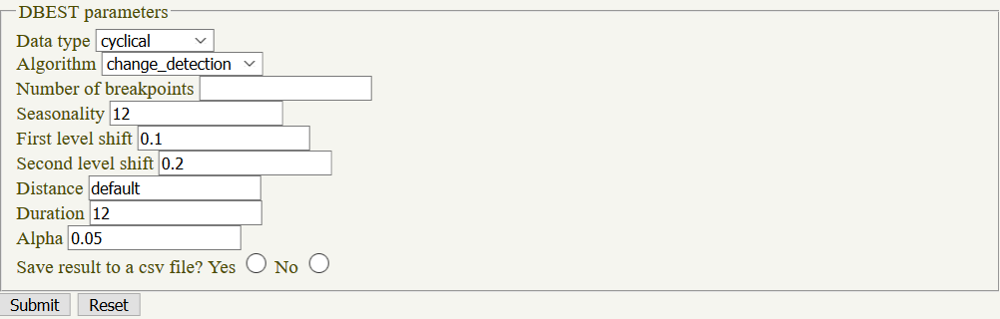 DBEST parameters
Data type cyclical
Algorithm change_detection
Number of breakpoints
Seasonality 12
First level shift 0.1
Second level shift 0.2
Distance default
Duration 12
Alpha 0.05
Save result to a csv file? Yes No
Submit Reset